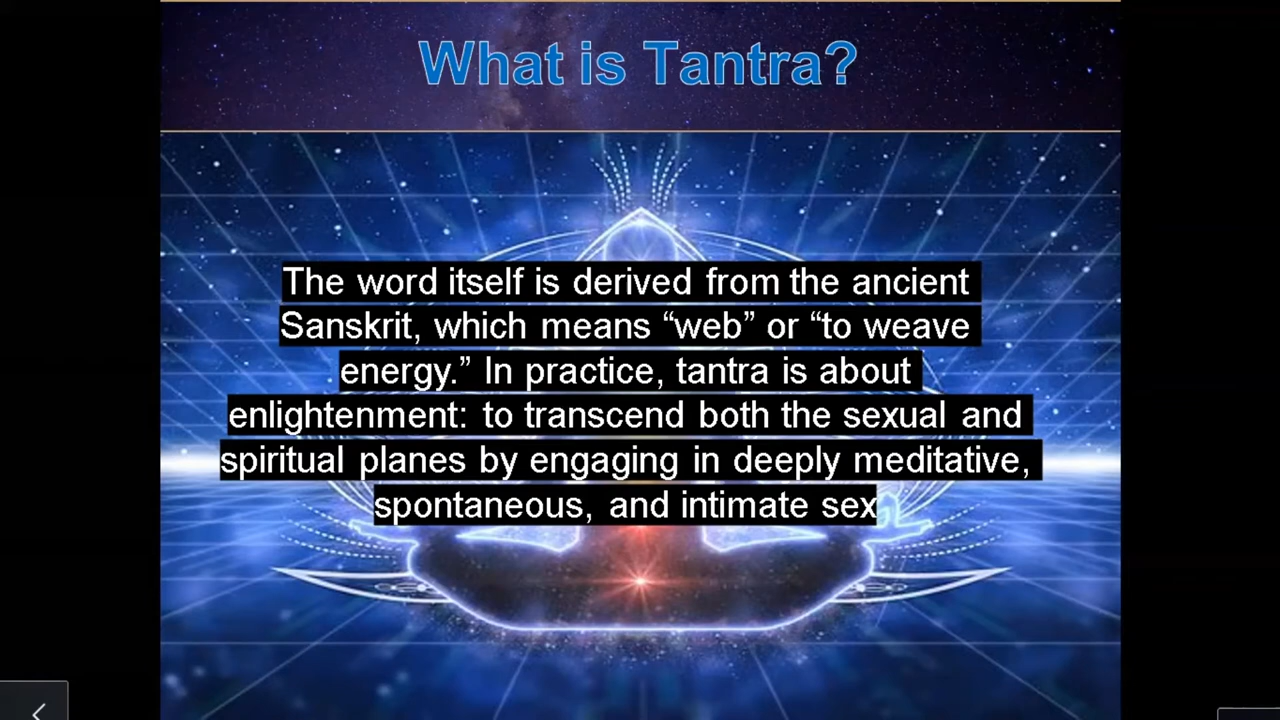 What is Tantra?
The word itself is derived from the ancient
Sanskrit, which means “web” or “to weave
energy.” In practice, tantra is about
enlightenment: to transcend both the sexual and
spiritual planes by engaging in deeply meditative,
spontaneous, and intimate sex